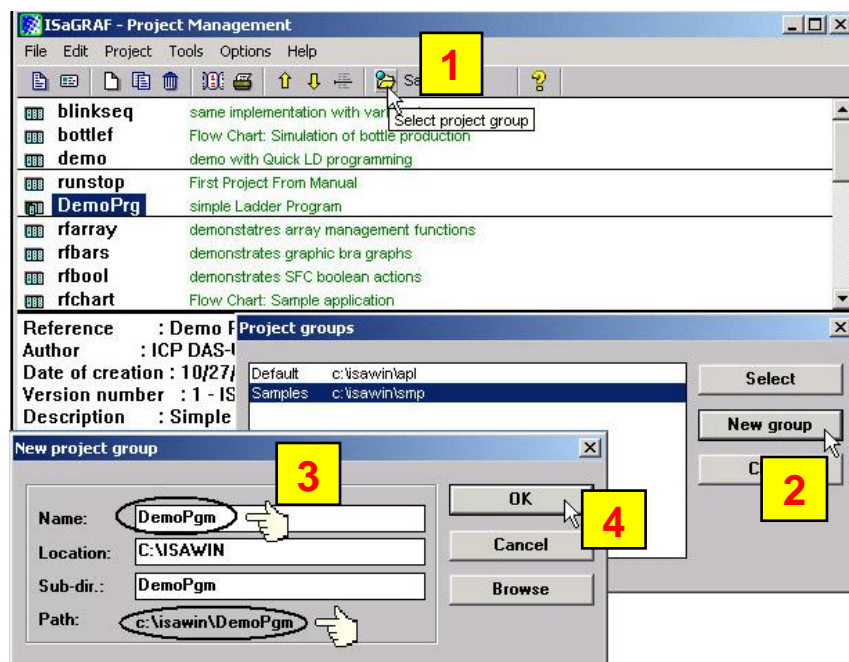 ISaGRAF - Project Management
File Edit Project Tools Options Help
1
Select project group
blinkseq same implementation with
bottlef Flow Chart: Simulation of bottle production
demo demo with Quick LD programming
runstop First Project From Manual
DemoPrg simple Ladder Program
rfarray demonstatres array management functions
rfbars demonstrates graphic bra graphs
rfbool demonstrates SFC boolean actions
rfchart Flow Chart: Sample application
Reference : Demo
Author : ICP DAS-
Date of creation : 10/27/
Version number : 1 - IS
Description : Simple
Project groups
Default c:\isawin\apl
Samples c:\isawin\smp
Select
New group
2
New project group
3
Name: DemoPgm
Location: C:\ISAWIN
Sub-dir.: DemoPgm
Path: c:\isawin\DemoPgm
OK
4
Cancel
Browse